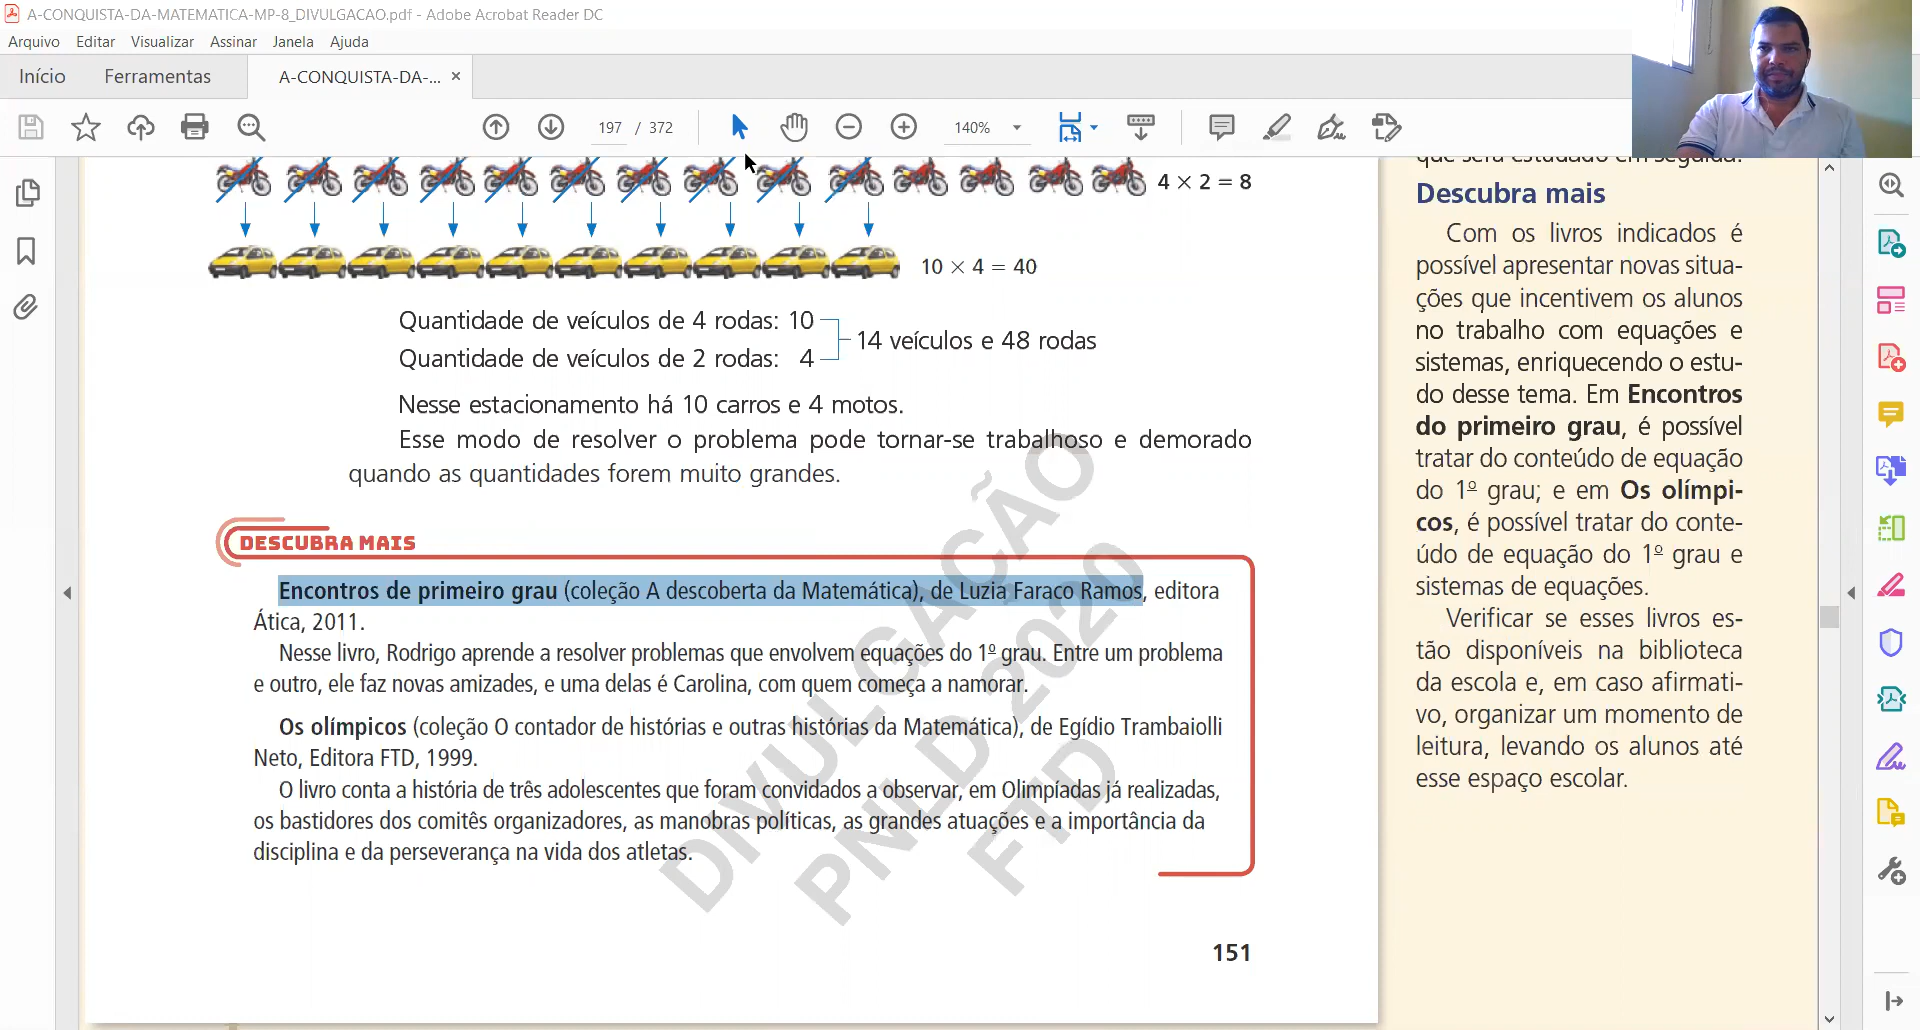 A-CONQUISTA-DA-MATEMATICA-MP-8_DIVULGACAO.pdf - Adobe Acrobat Reader DC
Arquivo Editar Visualizar Assinar Janela Ajuda
Início Ferramentas A-CONQUISTA-DA-... ×
197 / 372 140%
4 × 2 = 8
10 × 4 = 40
Quantidade de veículos de 4 rodas: 10
14 veículos e 48 rodas
Quantidade de veículos de 2 rodas: 4
Nesse estacionamento há 10 carros e 4 motos.
Esse modo de resolver o problema pode tornar-se trabalhoso e demorado
quando as quantidades forem muito grandes.
DESCUBRA MAIS
Encontros de primeiro grau (coleção A descoberta da Matemática), de Luzia Faraco Ramos, editora
Ática, 2011.
Nesse livro, Rodrigo aprende a resolver problemas que envolvem equações do 1º grau. Entre um problema
e outro, ele faz novas amizades, e uma delas é Carolina, com quem começa a namorar.
Os olímpicos (coleção O contador de histórias e outras histórias da Matemática), de Egídio Trambaiolli
Neto, Editora FTD, 1999.
O livro conta a história de três adolescentes que foram convidados a observar, em Olimpíadas já realizadas,
os bastidores dos comitês organizadores, as manobras políticas, as grandes atuações e a importância da
disciplina e da perseverança na vida dos atletas.
DIVULGAÇÃO
PNLD 2020
FTD
151
que será estudado em seguida.
Descubra mais
Com os livros indicados é
possível apresentar novas situa-
ções que incentivem os alunos
no trabalho com equações e
sistemas, enriquecendo o estu-
do desse tema. Em Encontros
do primeiro grau, é possível
tratar do conteúdo de equação
do 1º grau; e em Os olímpi-
cos, é possível tratar do conte-
údo de equação do 1º grau e
sistemas de equações.
Verificar se esses livros es-
tão disponíveis na biblioteca
da escola e, em caso afirmati-
vo, organizar um momento de
leitura, levando os alunos até
esse espaço escolar.